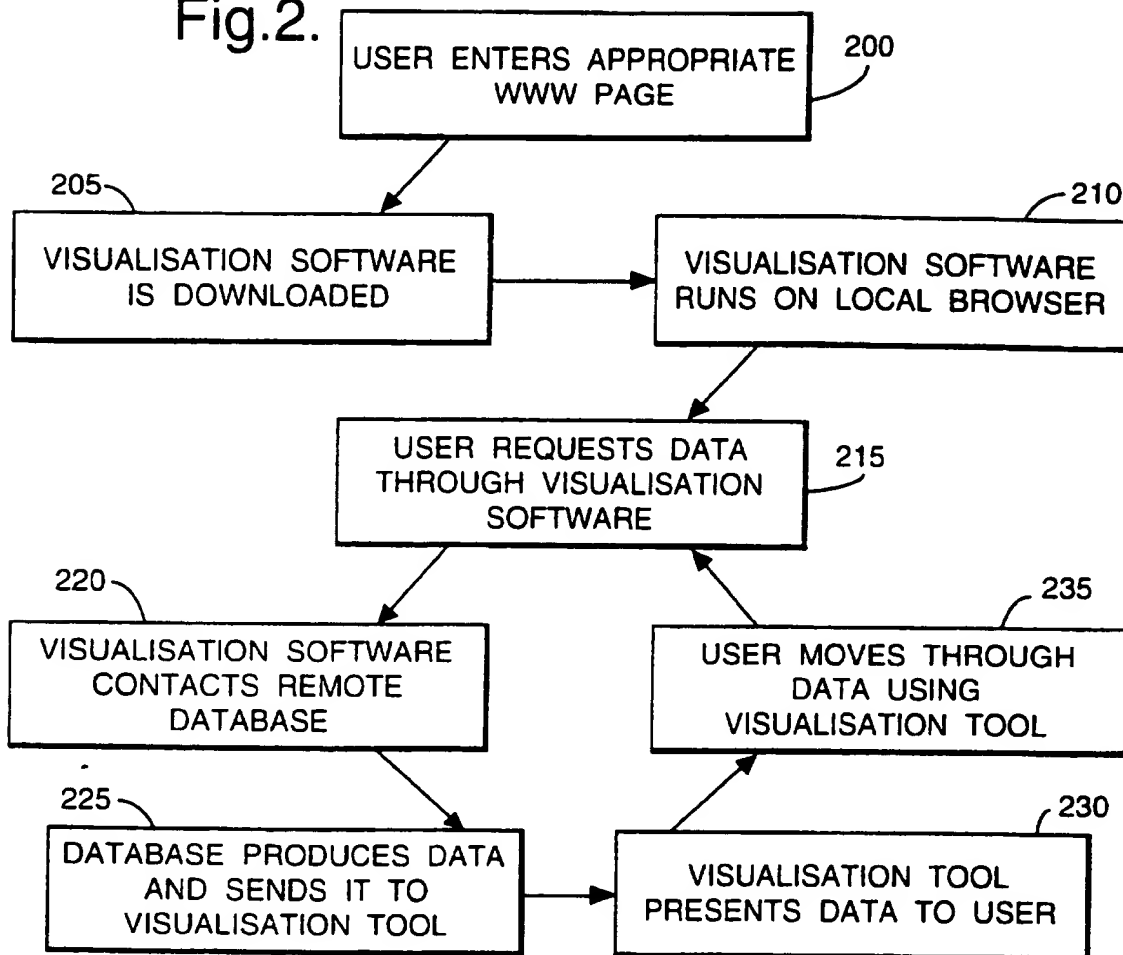 Fig.2.
USER ENTERS APPROPRIATE
WWW PAGE
200
205
VISUALISATION SOFTWARE
IS DOWNLOADED
210
VISUALISATION SOFTWARE
RUNS ON LOCAL BROWSER
USER REQUESTS DATA
THROUGH VISUALISATION
SOFTWARE
215
220
VISUALISATION SOFTWARE
CONTACTS REMOTE
DATABASE
235
USER MOVES THROUGH
DATA USING
VISUALISATION TOOL
225
DATABASE PRODUCES DATA
AND SENDS IT TO
VISUALISATION TOOL
230
VISUALISATION TOOL
PRESENTS DATA TO USER